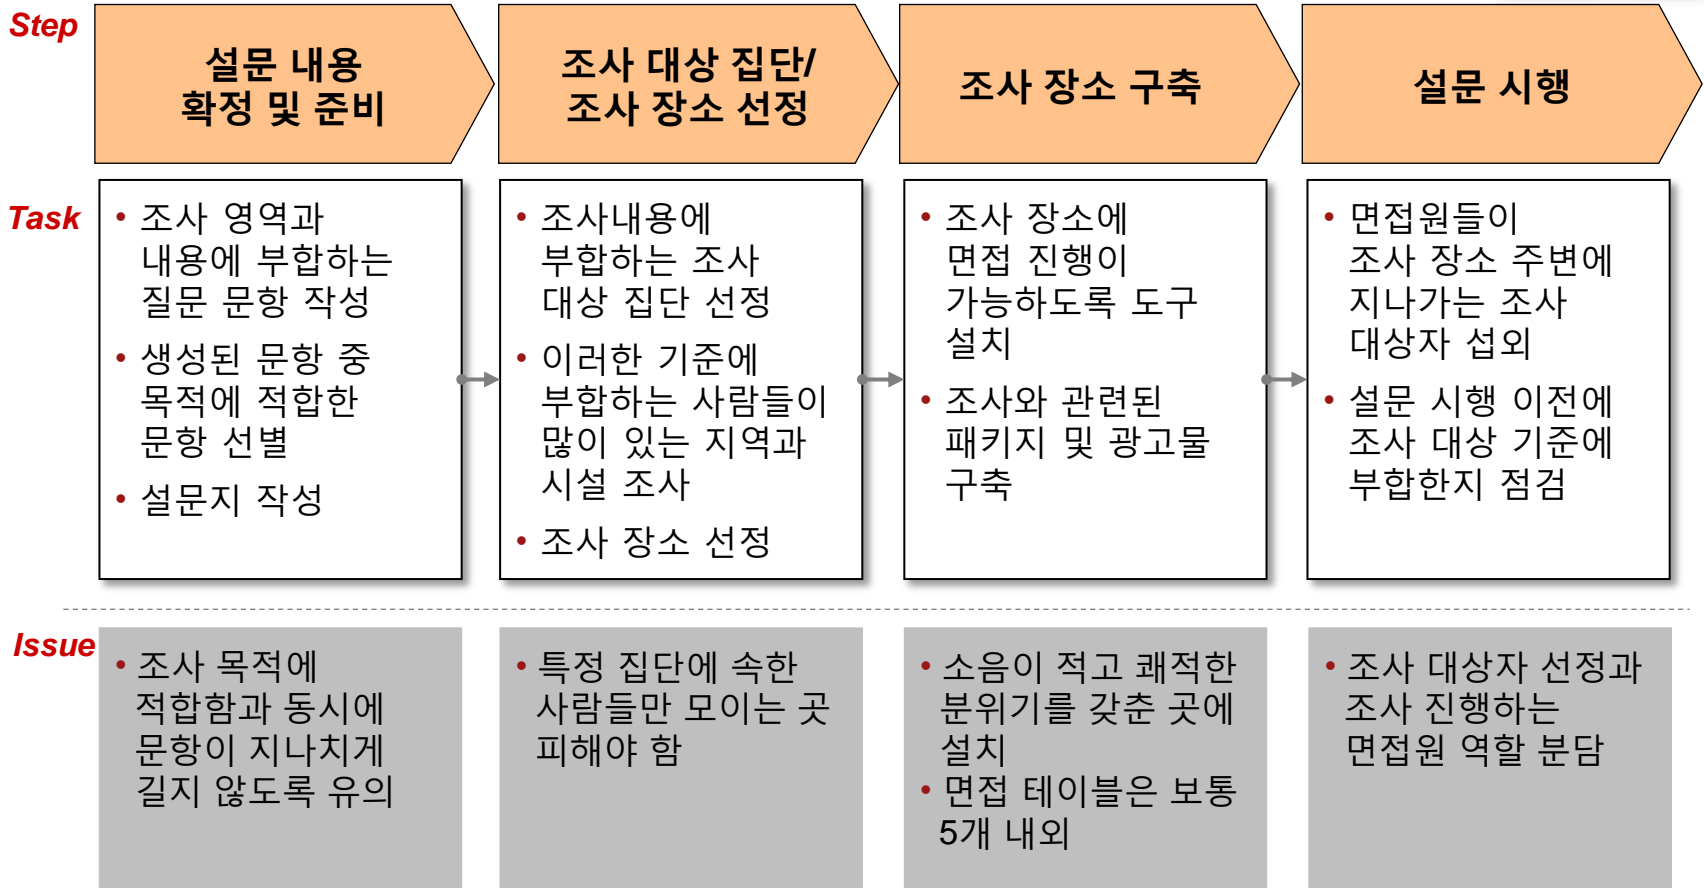 Step
설문 내용
확정 및 준비
조사 대상 집단/
조사 장소 선정
조사 장소 구축
설문 시행
Task
• 조사 영역과
내용에 부합하는
질문 문항 작성
• 생성된 문항 중
목적에 적합한
문항 선별
• 설문지 작성
• 조사내용에
부합하는 조사
대상 집단 선정
• 이러한 기준에
부합하는 사람들이
많이 있는 지역과
시설 조사
• 조사 장소 선정
• 조사 장소에
면접 진행이
가능하도록 도구
설치
• 조사와 관련된
패키지 및 광고물
구축
• 면접원들이
조사 장소 주변에
지나가는 조사
대상자 섭외
• 설문 시행 이전에
조사 대상 기준에
부합한지 점검
Issue
• 조사 목적에
적합함과 동시에
문항이 지나치게
길지 않도록 유의
• 특정 집단에 속한
사람들만 모이는 곳
피해야 함
• 소음이 적고 쾌적한
분위기를 갖춘 곳에
설치
• 면접 테이블은 보통
5개 내외
• 조사 대상자 선정과
조사 진행하는
면접원 역할 분담